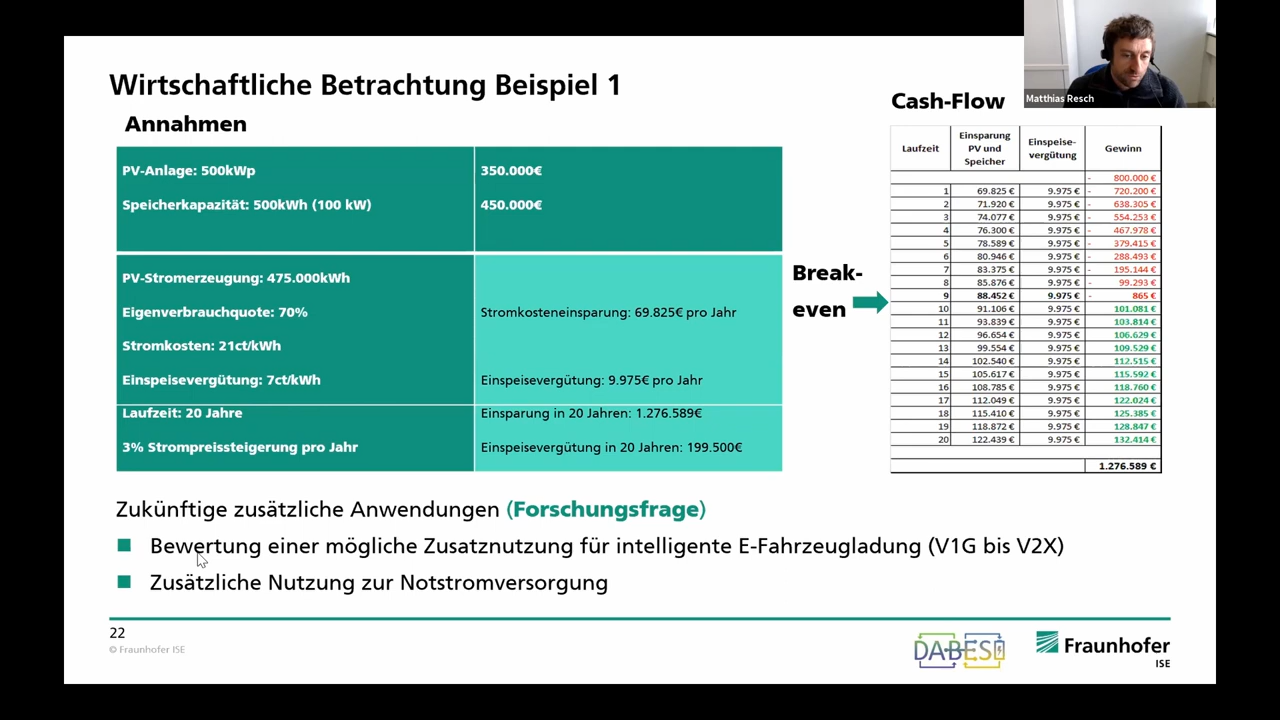 Wirtschaftliche Betrachtung Beispiel 1
Matthias Resch
Annahmen
PV-Anlage: 500kWp 350.000€
Speicherkapazität: 500kWh (100 kW) 450.000€
PV-Stromerzeugung: 475.000kWh
Eigenverbrauchquote: 70% Stromkosteneinsparung: 69.825€ pro Jahr
Stromkosten: 21ct/kWh
Einspeisevergütung: 7ct/kWh Einspeisevergütung: 9.975€ pro Jahr
Laufzeit: 20 Jahre Einsparung in 20 Jahren: 1.276.589€
3% Strompreissteigerung pro Jahr Einspeisevergütung in 20 Jahren: 199.500€
Break-
even
Cash-Flow
Laufzeit Einsparung PV und Speicher Einspeise-vergütung Gewinn
- 800.000 €
1 69.825 € 9.975 € - 720.200 €
2 71.920 € 9.975 € - 638.305 €
3 74.077 € 9.975 € - 554.253 €
4 76.300 € 9.975 € - 467.978 €
5 78.589 € 9.975 € - 379.415 €
6 80.946 € 9.975 € - 288.493 €
7 83.375 € 9.975 € - 195.144 €
8 85.876 € 9.975 € - 99.293 €
9 88.452 € 9.975 € - 865 €
10 91.106 € 9.975 € 101.081 €
11 93.839 € 9.975 € 103.814 €
12 96.654 € 9.975 € 106.629 €
13 99.554 € 9.975 € 109.529 €
14 102.540 € 9.975 € 112.515 €
15 105.617 € 9.975 € 115.592 €
16 108.785 € 9.975 € 118.760 €
17 112.049 € 9.975 € 122.024 €
18 115.410 € 9.975 € 125.385 €
19 118.872 € 9.975 € 128.847 €
20 122.439 € 9.975 € 132.414 €
1.276.589 €
Zukünftige zusätzliche Anwendungen (Forschungsfrage)
Bewertung einer mögliche Zusatznutzung für intelligente E-Fahrzeugladung (V1G bis V2X)
Zusätzliche Nutzung zur Notstromversorgung
22
© Fraunhofer ISE
DABESI
Fraunhofer
ISE